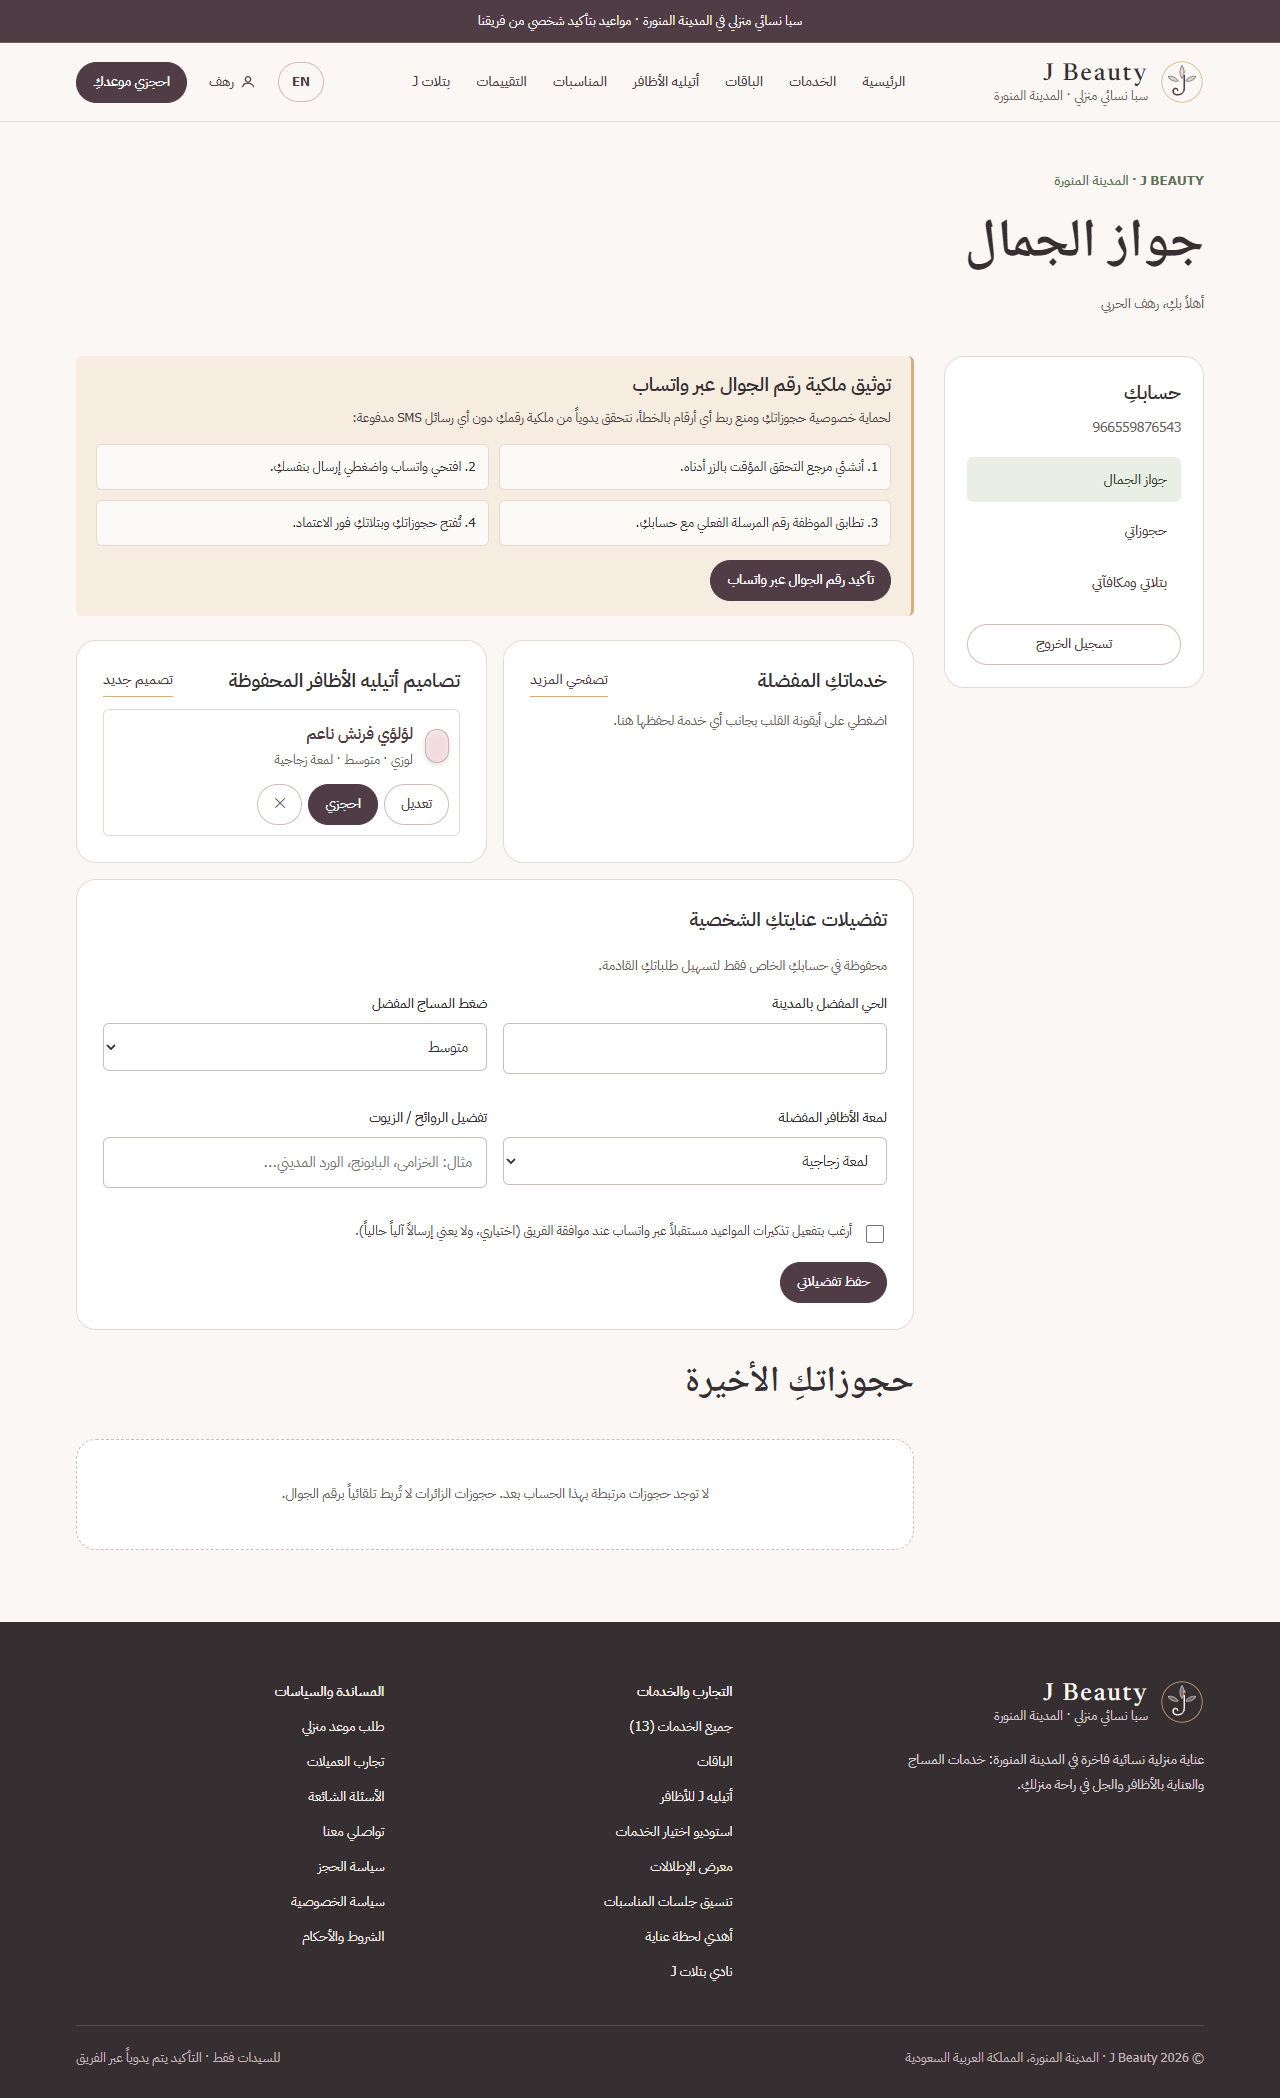 سبا نسائي منزلي في المدينة المنورة · مواعيد بتأكيد شخصي من فريقنا
J Beauty
سبا نسائي منزلي · المدينة المنورة
الرئيسية
الخدمات
الباقات
أتيليه الأظافر
المناسبات
التقييمات
بتلات J
EN
رهف
احجزي موعدكِ
J BEAUTY · المدينة المنورة
جواز الجمال
أهلاً بكِ، رهف الحربي
حسابكِ
966559876543
جواز الجمال
حجوزاتي
بتلاتي ومكافآتي
تسجيل الخروج
توثيق ملكية رقم الجوال عبر واتساب
لحماية خصوصية حجوزاتكِ ومنع ربط أي أرقام بالخطأ، نتحقق يدوياً من ملكية رقمكِ دون أي رسائل SMS مدفوعة:
1. أنشئي مرجع التحقق المؤقت بالزر أدناه.
2. افتحي واتساب واضغطي إرسال بنفسكِ.
3. تطابق الموظفة رقم المرسلة الفعلي مع حسابكِ.
4. تُفتح حجوزاتكِ وبتلاتكِ فور الاعتماد.
تأكيد رقم الجوال عبر واتساب
خدماتكِ المفضلة
تصفحي المزيد
اضغطي على أيقونة القلب بجانب أي خدمة لحفظها هنا.
تصاميم أتيليه الأظافر المحفوظة
تصميم جديد
لؤلؤي فرنش ناعم
لوزي · متوسط · لمعة زجاجية
تعديل
احجزي
تفضيلات عنايتكِ الشخصية
محفوظة في حسابكِ الخاص فقط لتسهيل طلباتكِ القادمة.
الحي المفضل بالمدينة
ضغط المساج المفضل
متوسط
لمعة الأظافر المفضلة
لمعة زجاجية
تفضيل الروائح / الزيوت
مثال: الخزامى، البابونج، الورد المديني...
أرغب بتفعيل تذكيرات المواعيد مستقبلاً عبر واتساب عند موافقة الفريق (اختياري، ولا يعني إرسالاً آلياً حالياً).
حفظ تفضيلاتي
حجوزاتكِ الأخيرة
لا توجد حجوزات مرتبطة بهذا الحساب بعد. حجوزات الزائرات لا تُربط تلقائياً برقم الجوال.
J Beauty
سبا نسائي منزلي · المدينة المنورة
عناية منزلية نسائية فاخرة في المدينة المنورة: خدمات المساج
والعناية بالأظافر والجل في راحة منزلكِ.
التجارب والخدمات
جميع الخدمات (13)
الباقات
أتيليه J للأظافر
استوديو اختيار الخدمات
معرض الإطلالات
تنسيق جلسات المناسبات
أهدي لحظة عناية
نادي بتلات J
المساندة والسياسات
طلب موعد منزلي
تجارب العميلات
الأسئلة الشائعة
تواصلي معنا
سياسة الحجز
سياسة الخصوصية
الشروط والأحكام
© 2026 J Beauty · المدينة المنورة، المملكة العربية السعودية
للسيدات فقط · التأكيد يتم يدوياً عبر الفريق